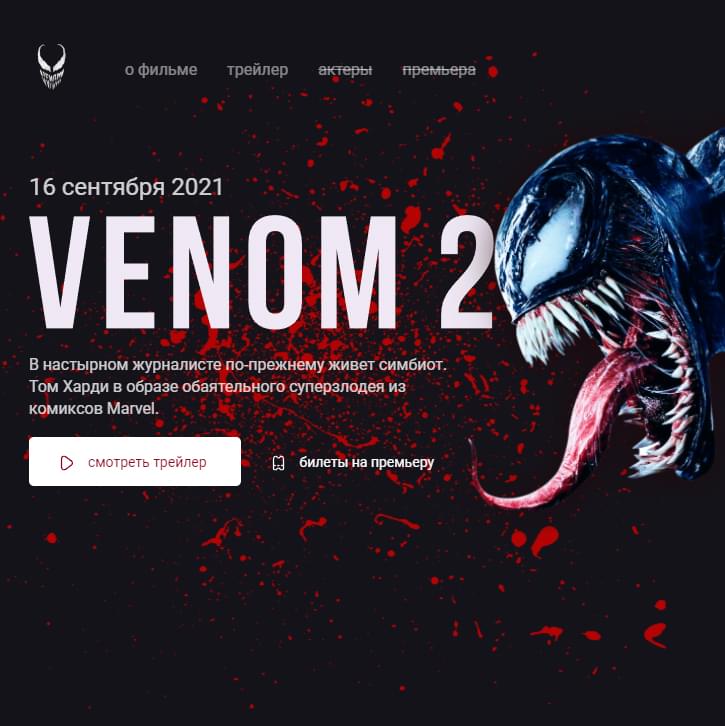 о фильме трейлер актеры премьера
16 сентября 2021
VENOM 2
В настырном журналисте по-прежнему живет симбиот.
Том Харди в образе обаятельного суперзлодея из
комиксов Marvel.
смотреть трейлер билеты на премьеру